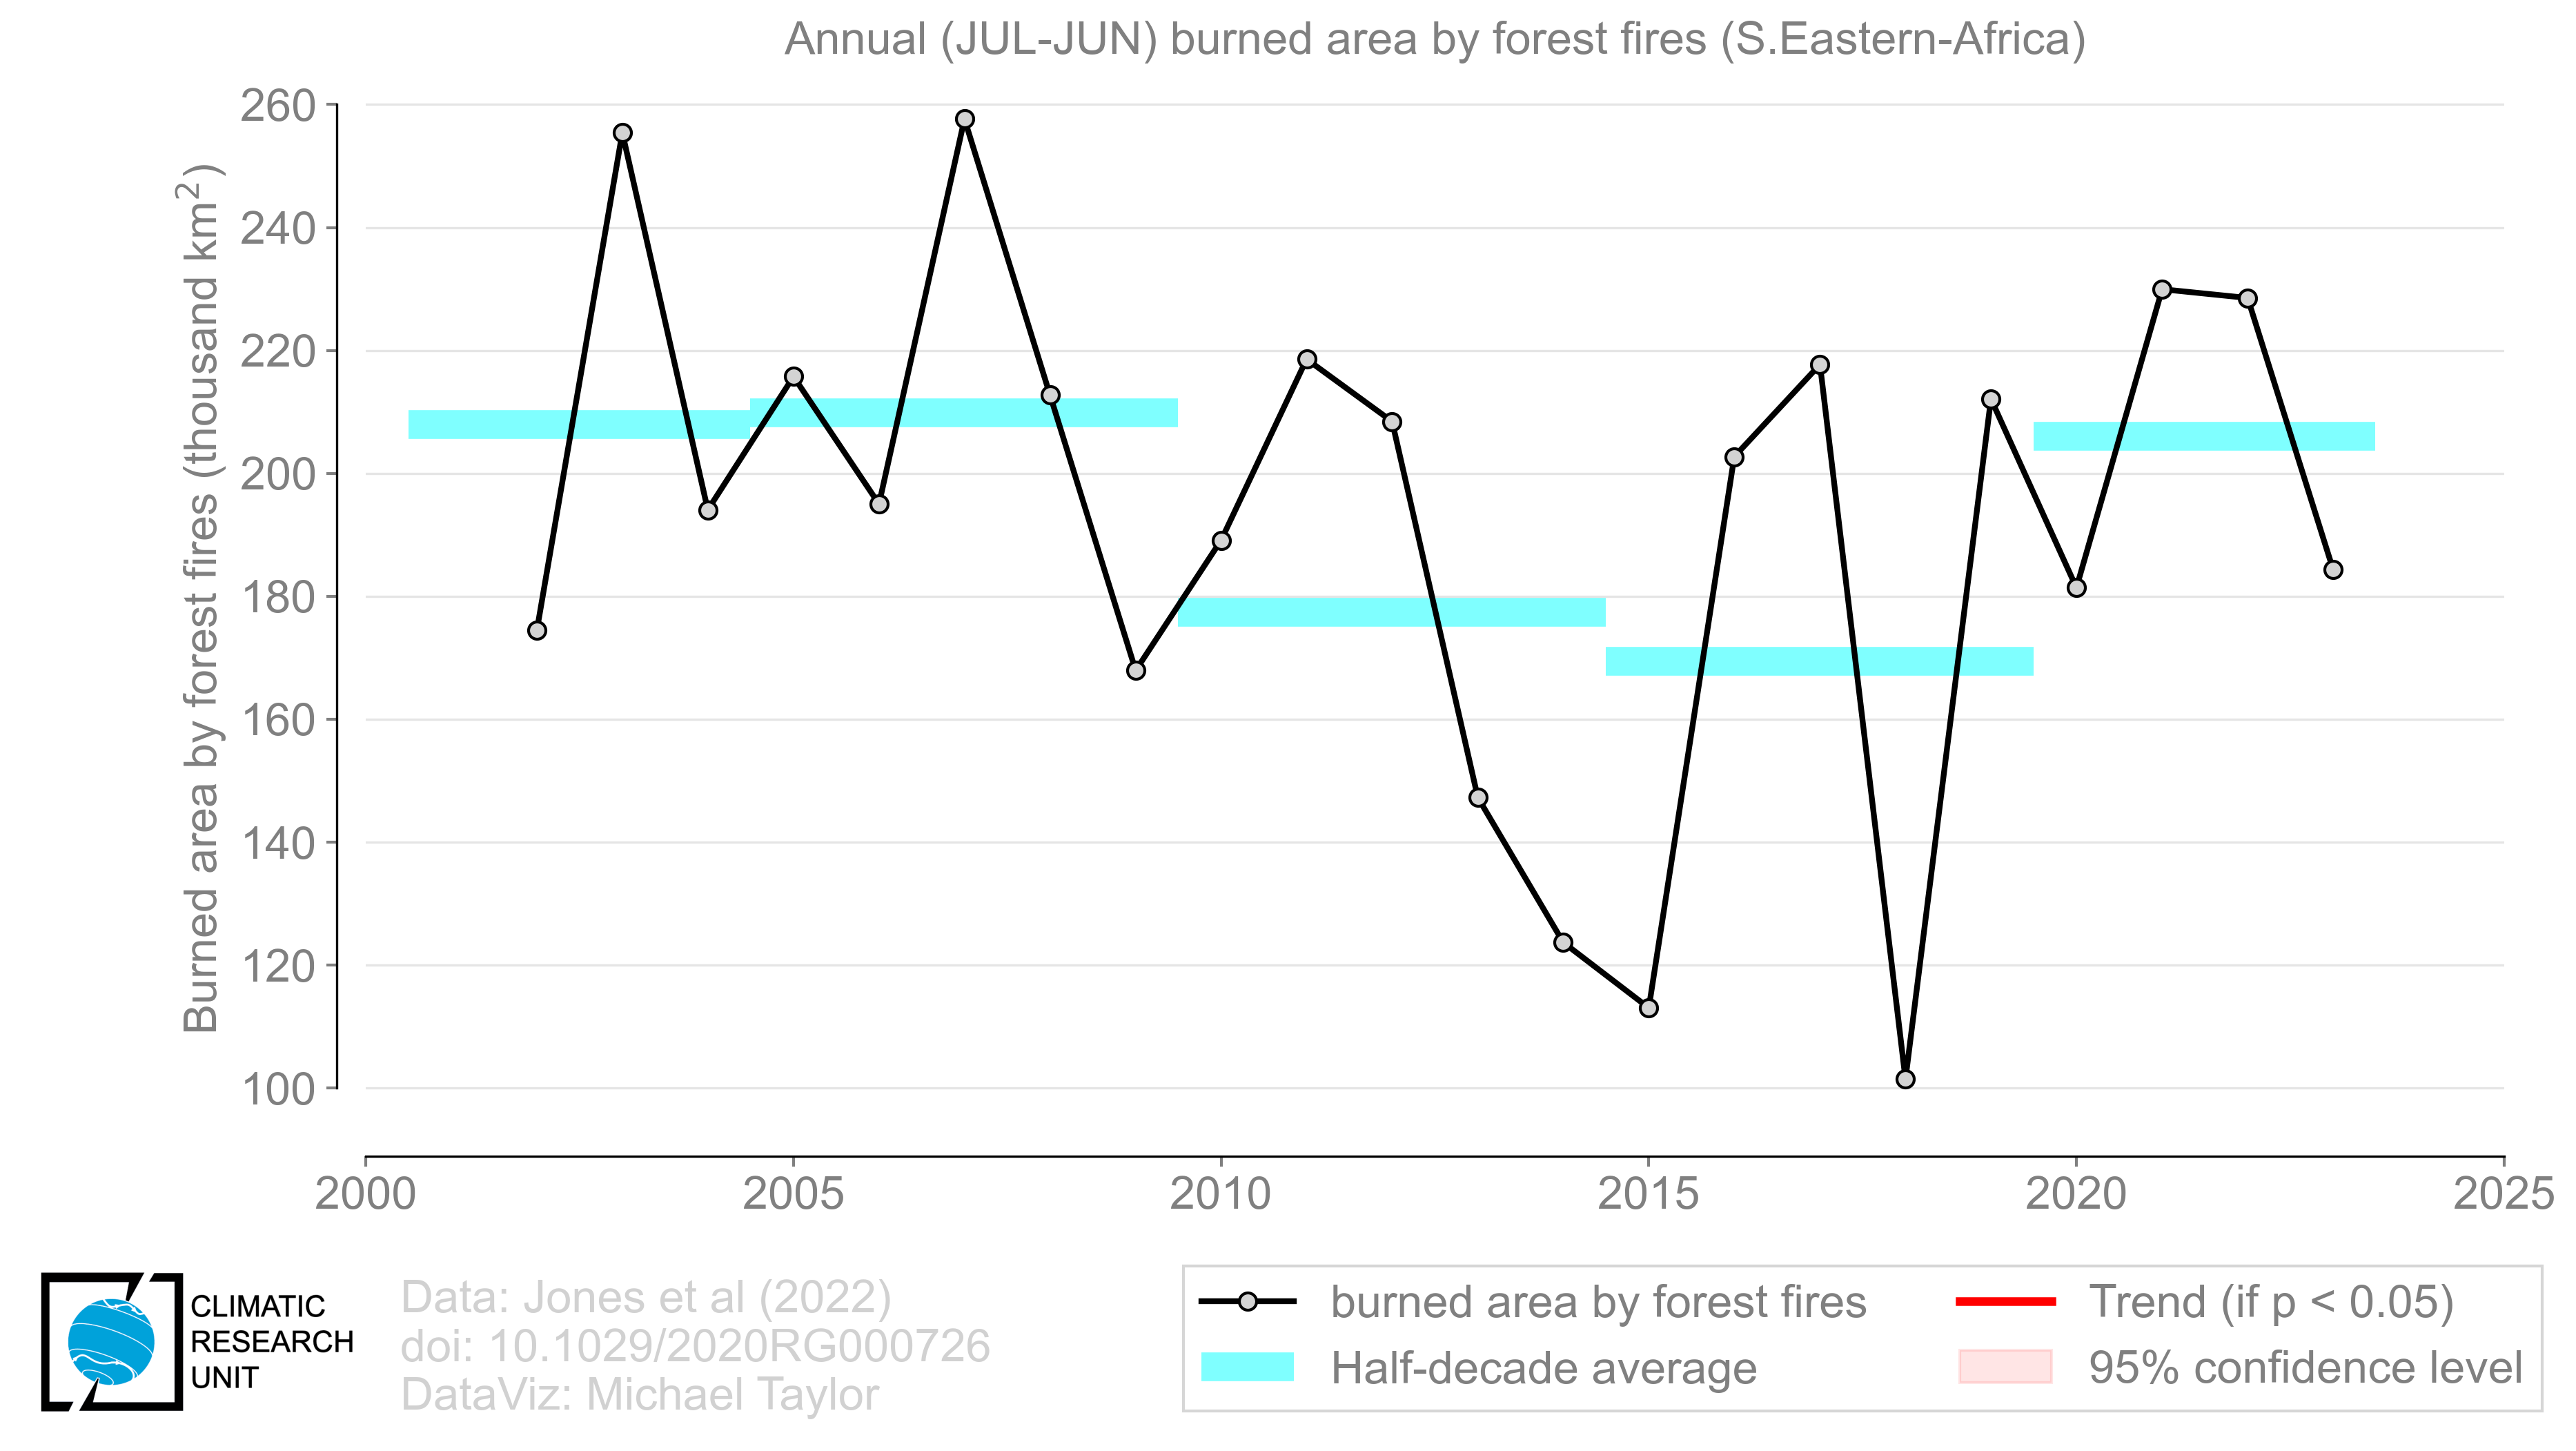 Annual (JUL-JUN) burned area by forest fires (S.Eastern-Africa)
Burned area by forest fires (thousand km²)
260
240
220
200
180
160
140
120
100
2000
2005
2010
2015
2020
2025
CLIMATIC
RESEARCH
UNIT
Data: Jones et al (2022)
doi: 10.1029/2020RG000726
DataViz: Michael Taylor
burned area by forest fires
Half-decade average
Trend (if p < 0.05)
95% confidence level